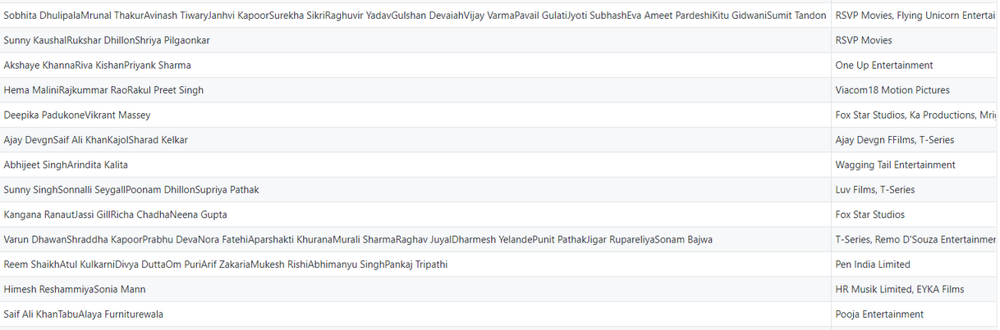 Sobhita DhulipalaMrunal ThakurAvinash TiwaryJanhvi KapoorSurekha SikriRaghuvir YadavGulshan DevaiahVijay VarmaPavail GulatiJyoti SubhashEva Ameet PardeshiKitu GidwaniSumit Tandon RSVP Movies, Flying Unicorn Entertai
Sunny KaushalRukshar DhillonShriya Pilgaonkar RSVP Movies
Akshaye KhannaRiva KishanPriyank Sharma One Up Entertainment
Hema MaliniRajkummar RaoRakul Preet Singh Viacom18 Motion Pictures
Deepika PadukoneVikrant Massey Fox Star Studios, Ka Productions, Mrig
Ajay DevgnSaif Ali KhanKajolSharad Kelkar Ajay Devgn FFilms, T-Series
Abhijeet SinghArindita Kalita Wagging Tail Entertainment
Sunny SinghSonnalli SeygallPoonam DhillonSupriya Pathak Luv Films, T-Series
Kangana RanautJassi GillRicha ChadhaNeena Gupta Fox Star Studios
Varun DhawanShraddha KapoorPrabhu DevaNora FatehiAparshakti KhuranaMurali SharmaRaghav JuyalDharmesh YelandePunit PathakJigar RupareliyaSonam Bajwa T-Series, Remo D'Souza Entertainmen
Reem ShaikhAtul KulkarniDivya DuttaOm PuriArif ZakariaMukesh RishiAbhimanyu SinghPankaj Tripathi Pen India Limited
Himesh ReshammiyaSonia Mann HR Musik Limited, EYKA Films
Saif Ali KhanTabuAlaya Furniturewala Pooja Entertainment